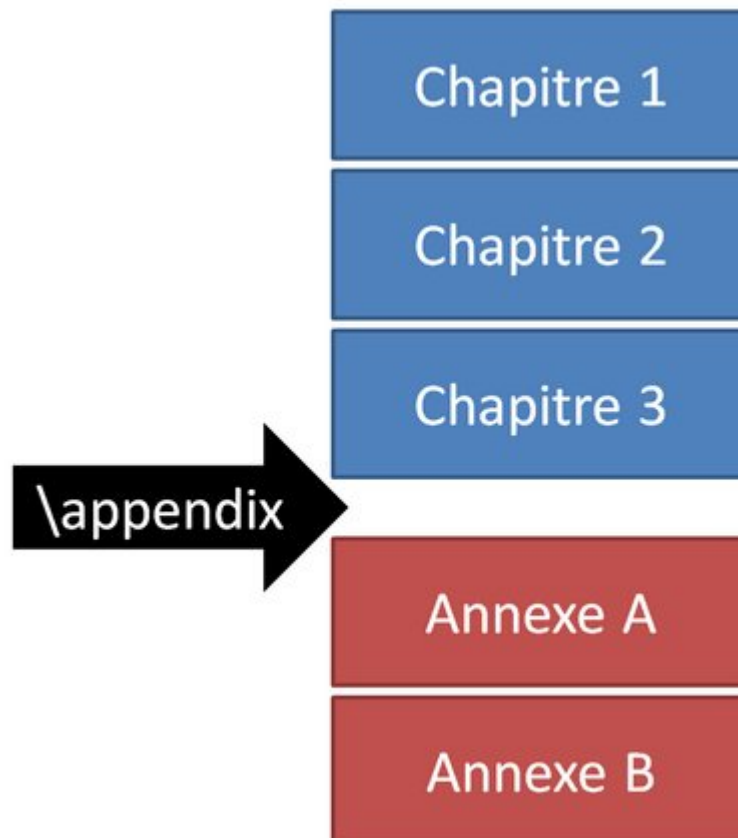 Chapitre 1
Chapitre 2
Chapitre 3
\appendix
Annexe A
Annexe B